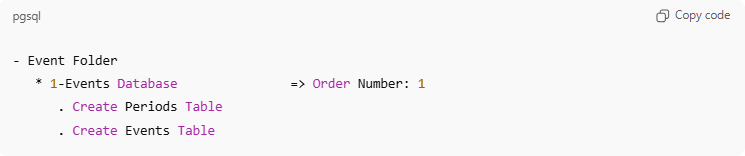 pgsql
Copy code
- Event Folder
* 1-Events Database => Order Number: 1
. Create Periods Table
. Create Events Table